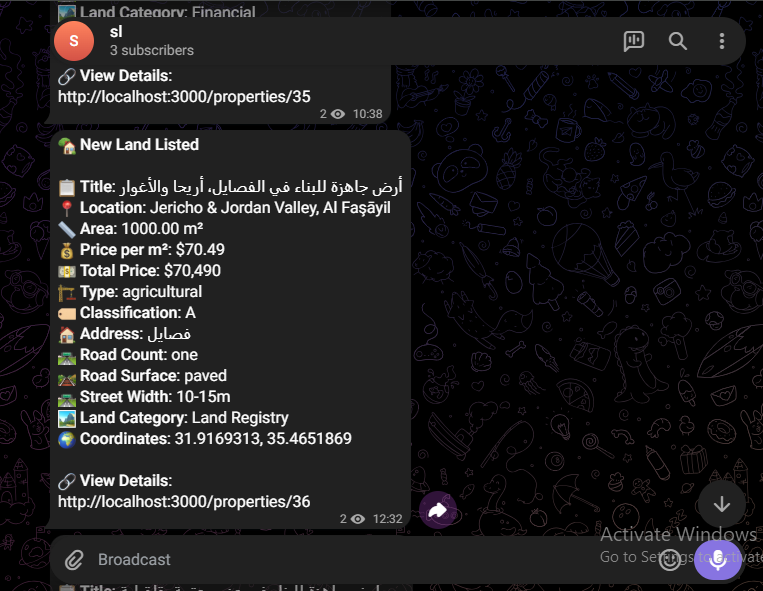 Land Category: Financial
S
sl
3 subscribers
View Details:
http://localhost:3000/properties/35
2 10:38
New Land Listed
Title: أرض جاهزة للبناء في الفصايل، أريحا والأغوار
Location: Jericho & Jordan Valley, Al Faşāyil
Area: 1000.00 m²
Price per m²: $70.49
Total Price: $70,490
Type: agricultural
Classification: A
Address: فصايل
Road Count: one
Road Surface: paved
Street Width: 10-15m
Land Category: Land Registry
Coordinates: 31.9169313, 35.4651869
View Details:
http://localhost:3000/properties/36
2 12:32
Activate Windows
Go to Settings to activate
Broadcast
Title: